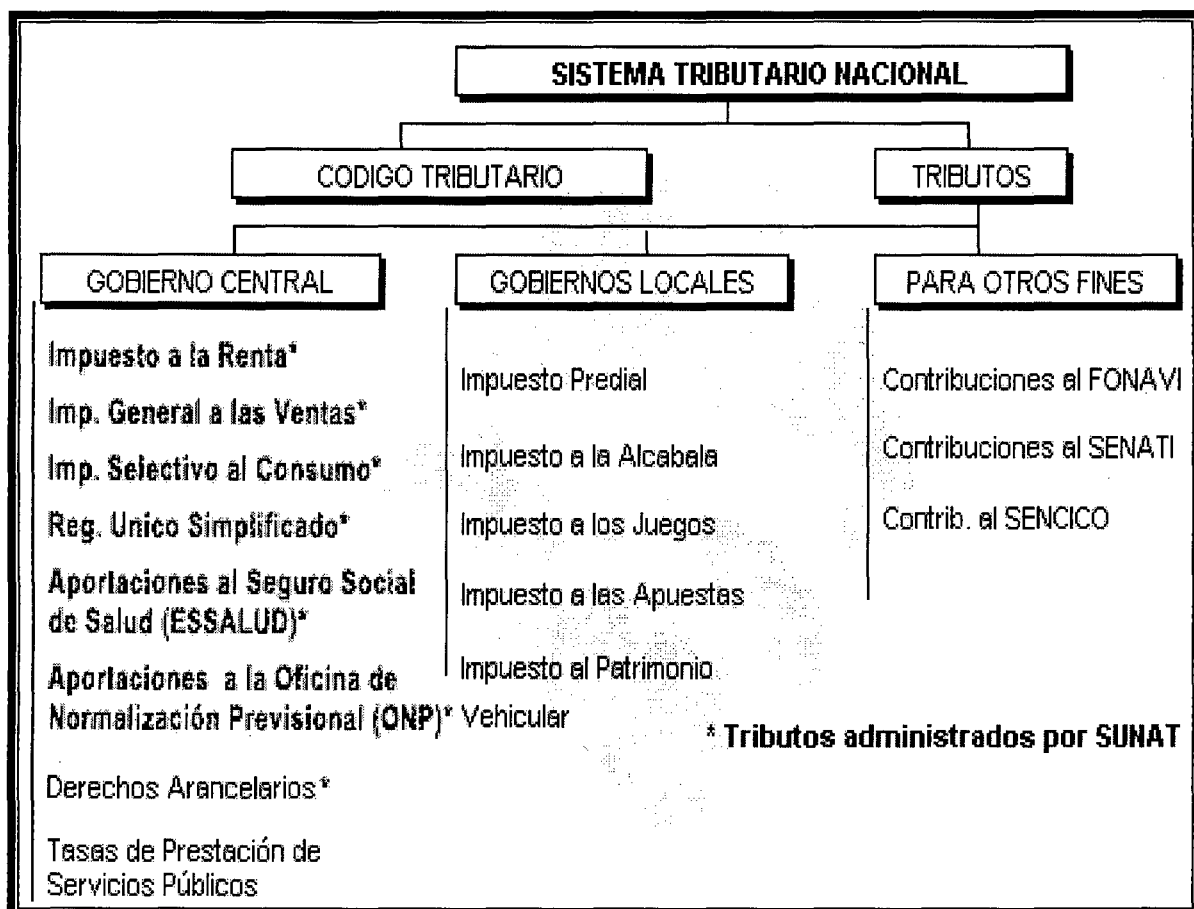 SISTEMA TRIBUTARIO NACIONAL
CODIGO TRIBUTARIO
TRIBUTOS
GOBIERNO CENTRAL
Impuesto a la Renta*
Imp. General a las Ventas*
Imp. Selectivo al Consumo*
Reg. Unico Simplificado*
Aportaciones al Seguro Social
de Salud (ESSALUD)*
Aportaciones a la Oficina de
Normalización Previsional (ONP)*
Derechos Arancelarios*
Tasas de Prestación de
Servicios Públicos
GOBIERNOS LOCALES
Impuesto Predial
Impuesto a la Alcabala
Impuesto a los Juegos
Impuesto a las Apuestas
Impuesto al Patrimonio
Vehicular
PARA OTROS FINES
Contribuciones al FONAVI
Contribuciones al SENATI
Contrib. al SENCICO
* Tributos administrados por SUNAT